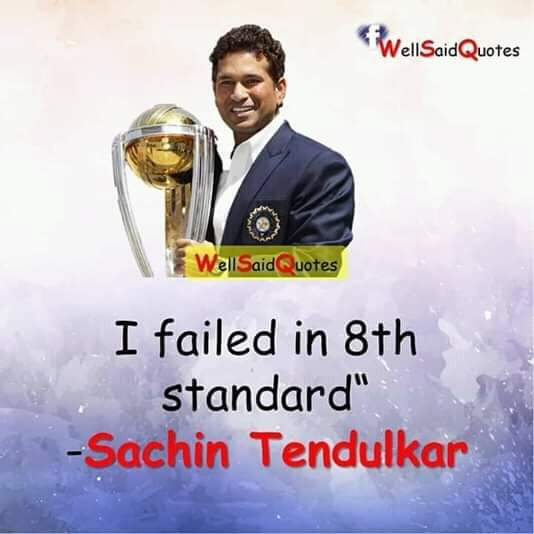 WellSaidQuotes
WellSaidQuotes
I failed in 8th
standard“
-Sachin Tendulkar